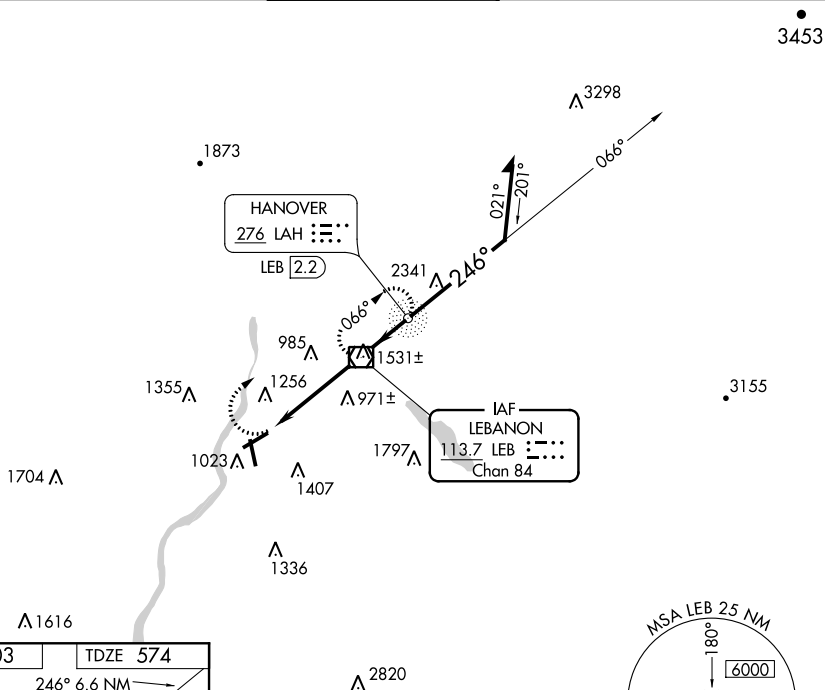 3453
3298
1873
066°
021°
201°
HANOVER
276 LAH
LEB 2.2
2341
246°
066°
985
1531±
1355
1256
971±
3155
IAF
LEBANON
113.7 LEB
Chan 84
1023
1797
1704
1407
1336
1616
MSA LEB 25 NM
180°
6000
03
TDZE 574
246° 6.6 NM
2820